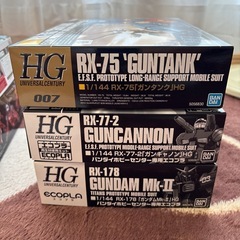 HG
UNIVERSAL CENTURY
007
RX-75 'GUNTANK'
E.F.S.F. PROTOTYPE LONG-RANGE SUPPORT MOBILE SUIT
1/144 RX-75「ガンタンク」HG
BANDAI
HG
UNIVERSAL CENTURY
エコプラ
ECOPLA
RX-77-2
GUNCANNON
1/144 RX-77-2「ガンキャノン」HG
バンダイホビーセンター専用エコプラ
HG
UNIVERSAL CENTURY
ECOPLA
RX-178
GUNDAM Mk-II
TITANS PROTOTYPE MOBILE SUIT
1/144 RX-178「ガンダムMk-II」HG
バンダイホビーセンター専用エコプラ